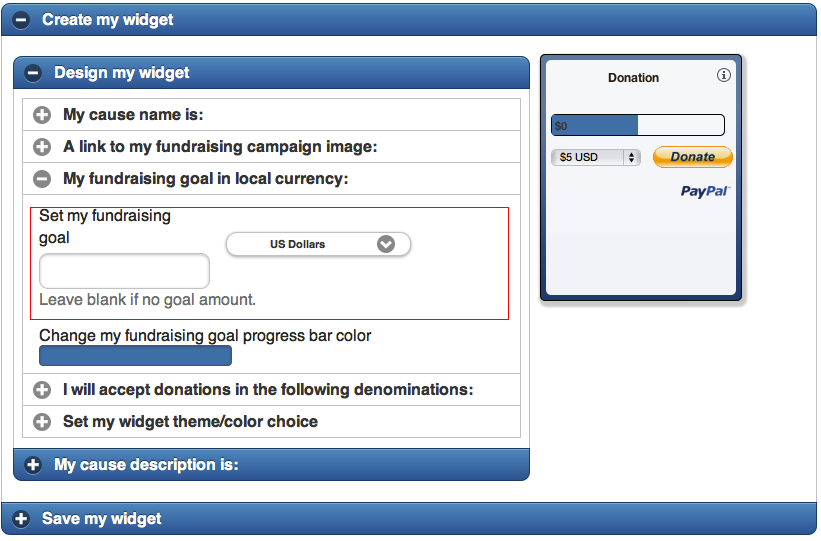 Create my widget
Design my widget
My cause name is:
A link to my fundraising campaign image:
My fundraising goal in local currency:
Set my fundraising
goal
US Dollars
Leave blank if no goal amount.
Change my fundraising goal progress bar color
I will accept donations in the following denominations:
Set my widget theme/color choice
My cause description is:
Donation
$0
$5 USD
Donate
PayPal
Save my widget